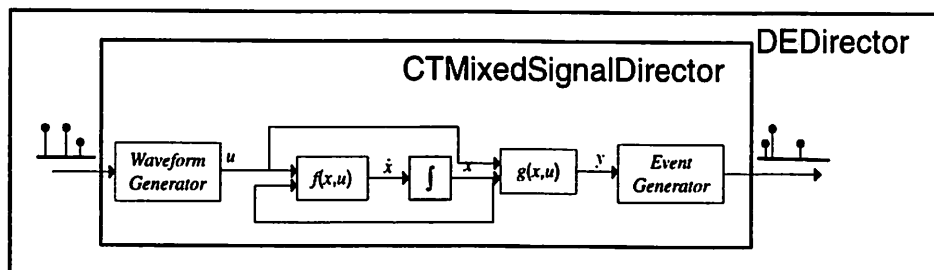 DEDirector
CTMixedSignalDirector
Waveform
Generator
u
f(x,u)
ẋ
∫
x
g(x,u)
y
Event
Generator